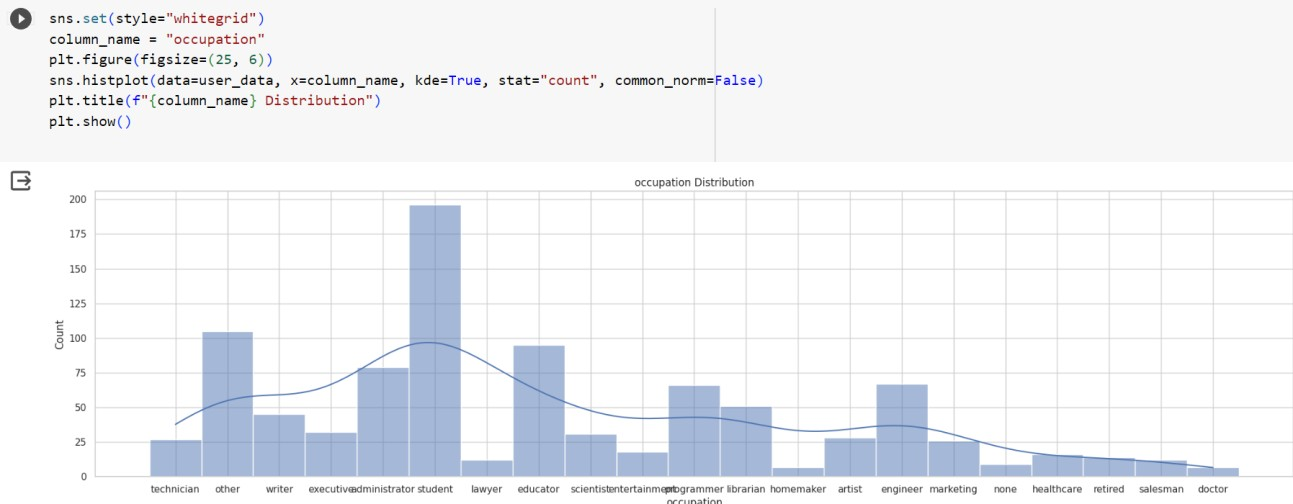 sns.set(style="whitegrid")
column_name = "occupation"
plt.figure(figsize=(25, 6))
sns.histplot(data=user_data, x=column_name, kde=True, stat="count", common_norm=False)
plt.title(f"{column_name} Distribution")
plt.show()
occupation Distribution
200
175
150
125
100
75
50
25
0
Count
technician other writer executive administrator student lawyer educator scientist entertainment programmer librarian homemaker artist engineer marketing none healthcare retired salesman doctor
occupation